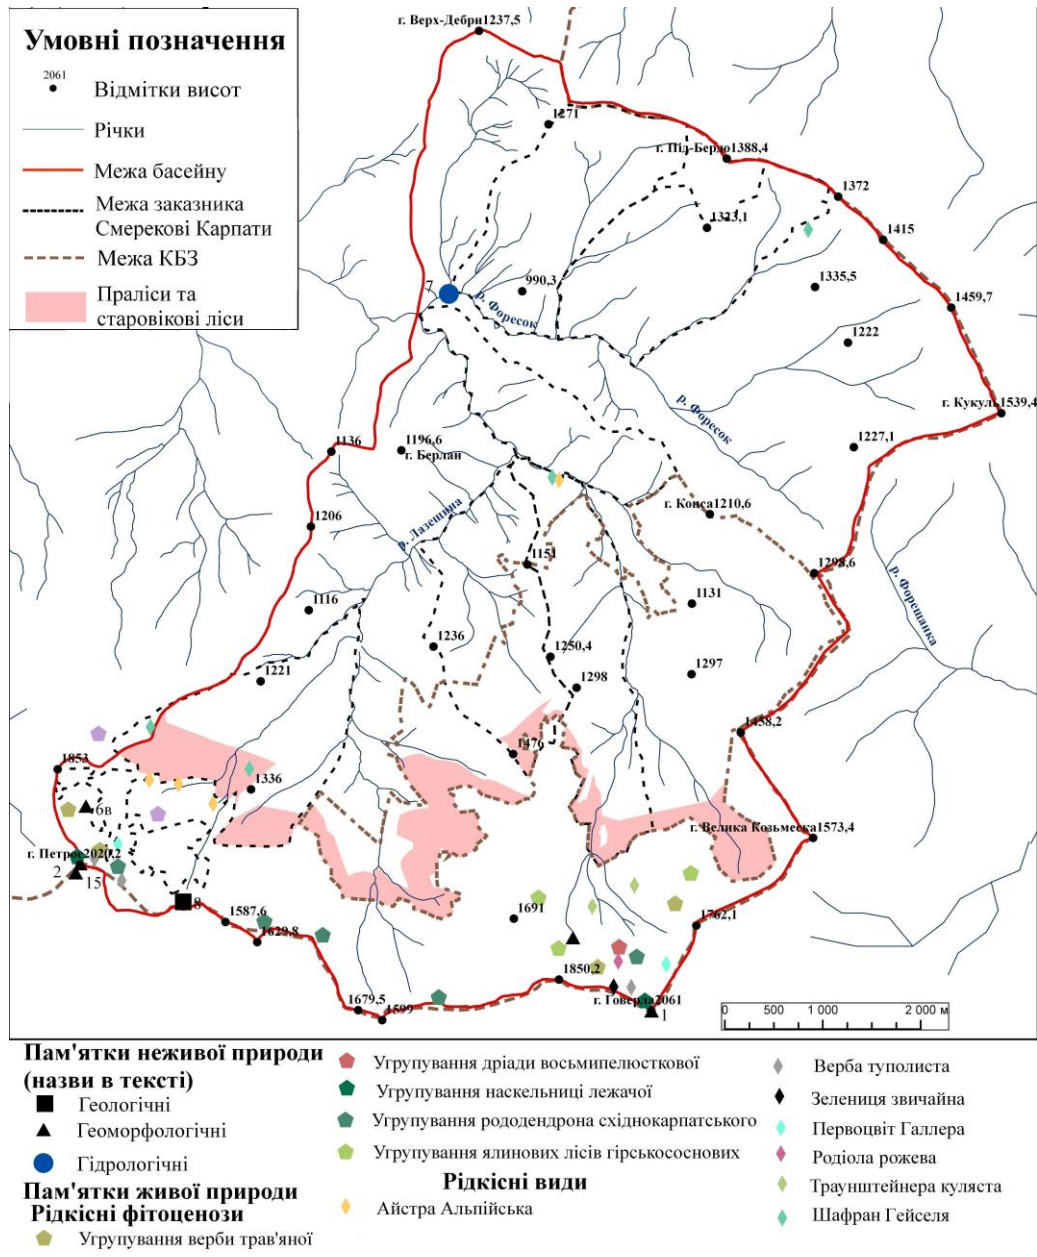 г. Верх-Дебри1237,5
Умовні позначення
2061
Відмітки висот
Річки
Межа басейну
Межа заказника
Смерекові Карпати
Межа КБЗ
Праліси та
старовікові ліси
1271
г. Під-Бердо1388,4
1372
1323,1
1415
1335,5
990,3
7
р. Форесок
1459,7
1222
р. Форесок
г. Кукуль1539,4
1136
1196,6
г. Берлан
1227,1
г. Конса1210,6
1206
р. Лазещина
1151
1298,6
р. Форещанка
1116
1131
1236
1250,4
1221
1298
1297
1458,2
1476
1853
1336
6в
г. Велика Козьмеска1573,4
г. Петрос2020,2
2
15
8
1587,6
1691
1762,1
1629,8
1850,2
г. Говерла2061
1679,5
1599
1
0 500 1 000 2 000 м
Пам'ятки неживої природи
(назви в тексті)
Геологічні
Геоморфологічні
Гідрологічні
Пам'ятки живої природи
Рідкісні фітоценози
Угрупування верби трав'яної
Угрупування дріади восьмипелюсткової
Угрупування наскельниці лежачої
Угрупування рододендрона східнокарпатського
Угрупування ялинових лісів гірськососнових
Рідкісні види
Айстра Альпійська
Верба туполиста
Зелениця звичайна
Первоцвіт Галлера
Родіола рожева
Траунштейнера куляста
Шафран Гейселя